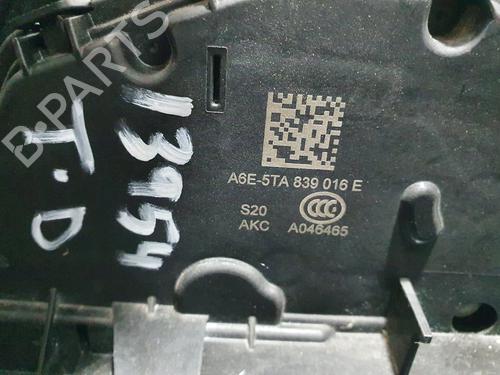 A6E-5TA 839 016 E
S20
AKC
CCC
A046465
13954
T.D
B-PARTS